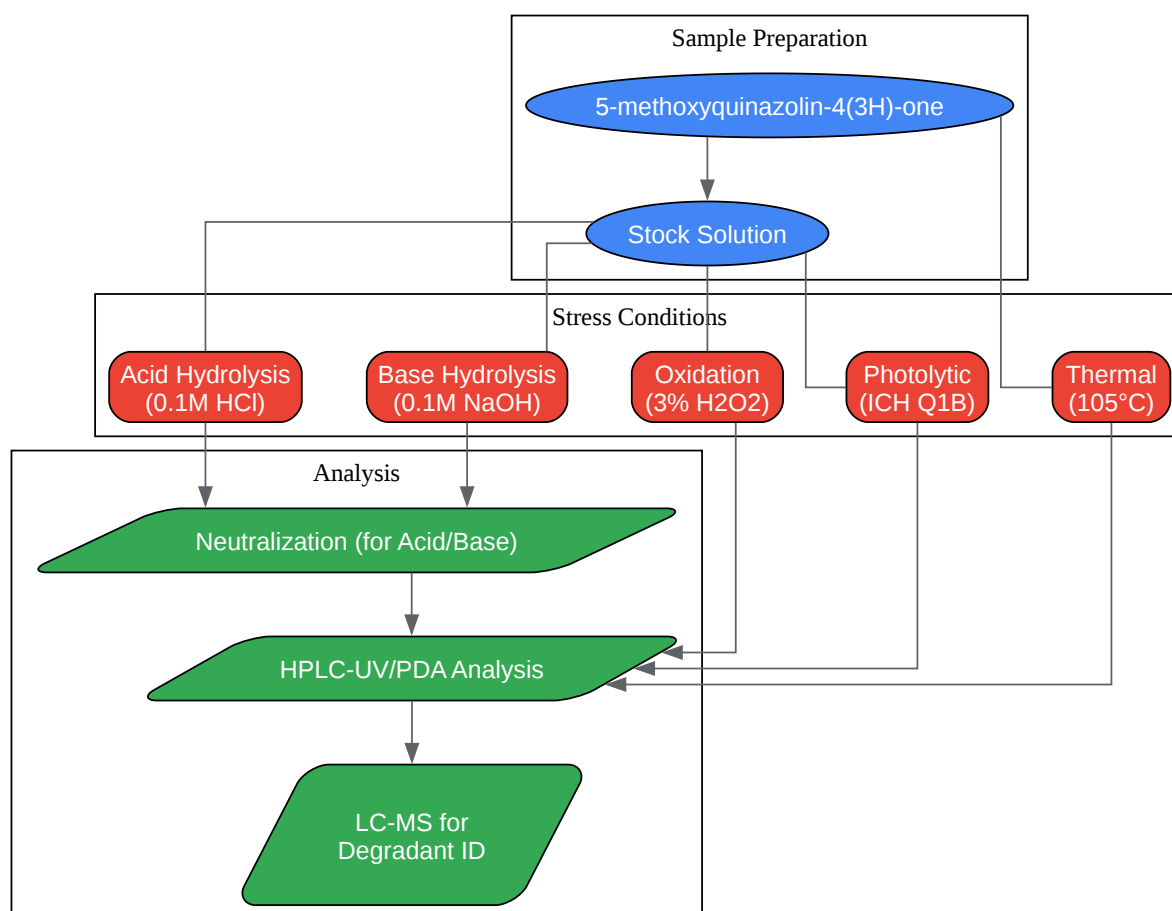 Sample Preparation
5-methoxyquinazolin-4(3H)-one
Stock Solution
Stress Conditions
Acid Hydrolysis
(0.1M HCl)
Base Hydrolysis
(0.1M NaOH)
Oxidation
(3% H2O2)
Photolytic
(ICH Q1B)
Thermal
(105°C)
Analysis
Neutralization (for Acid/Base)
HPLC-UV/PDA Analysis
LC-MS for
Degradant ID